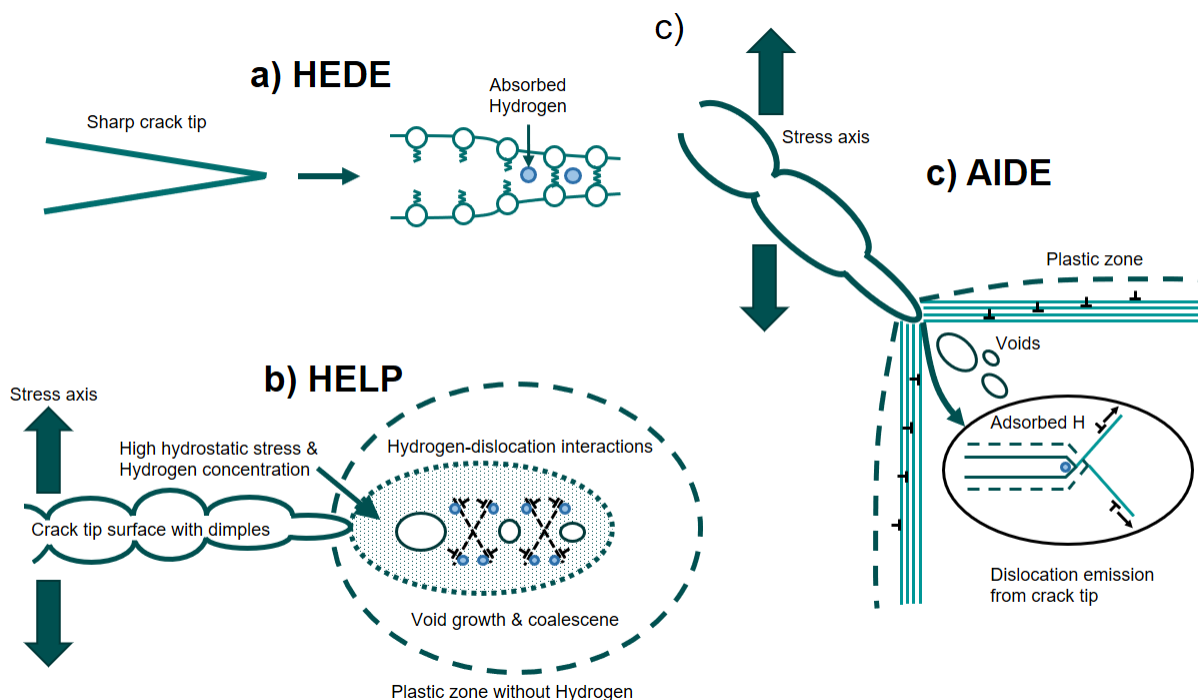 a) HEDE
Sharp crack tip
Absorbed
Hydrogen
c)
Stress axis
c) AIDE
Plastic zone
Voids
Adsorbed H
Dislocation emission
from crack tip
b) HELP
Stress axis
High hydrostatic stress &
Hydrogen concentration
Hydrogen-dislocation interactions
Crack tip surface with dimples
Void growth & coalescene
Plastic zone without Hydrogen